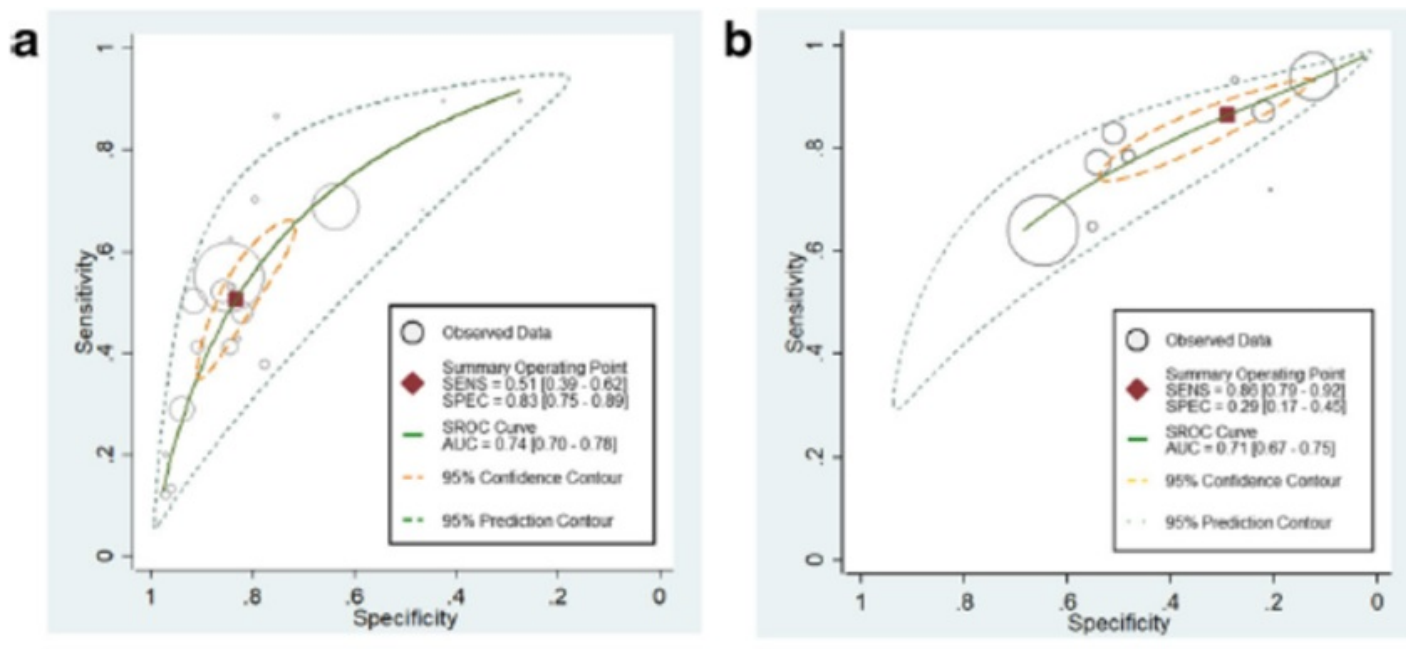 a
1
.8
.6
.4
.2
0
Sensitivity
Observed Data
Summary Operating Point
SENS = 0.51 [0.39 - 0.62]
SPEC = 0.83 [0.75 - 0.89]
SROC Curve
AUC = 0.74 [0.70 - 0.78]
95% Confidence Contour
95% Prediction Contour
1 .8 .6 .4 .2 0
Specificity
b
1
.8
.6
.4
.2
0
Sensitivity
Observed Data
Summary Operating Point
SENS = 0.86 [0.79 - 0.92]
SPEC = 0.29 [0.17 - 0.45]
SROC Curve
AUC = 0.71 [0.67 - 0.75]
95% Confidence Contour
95% Prediction Contour
1 .8 .6 .4 .2 0
Specificity